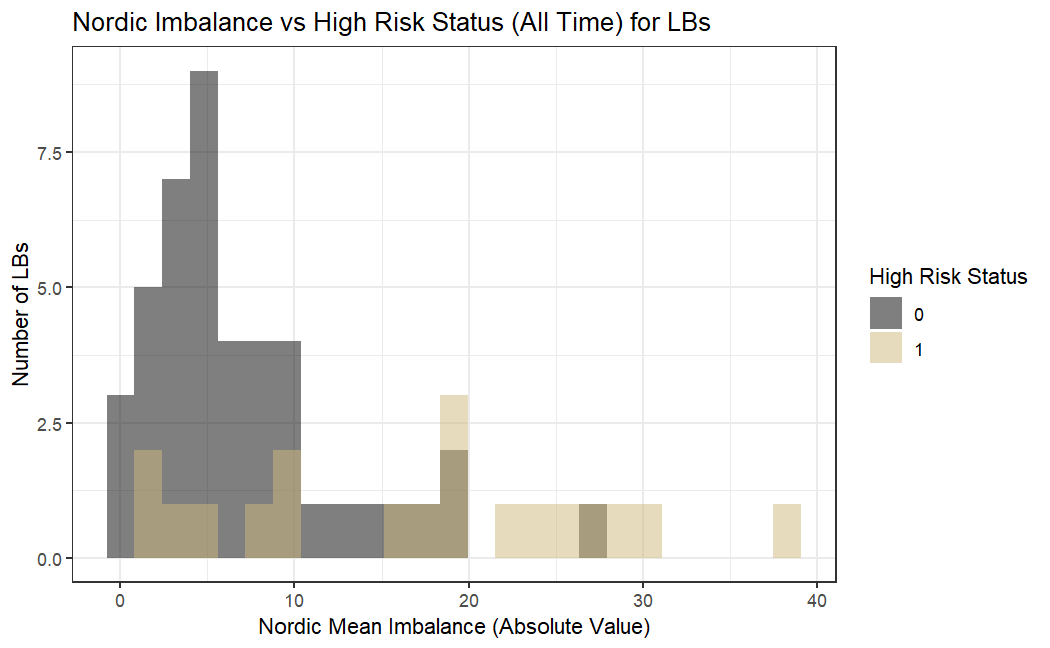 Nordic Imbalance vs High Risk Status (All Time) for LBs
Number of LBs
7.5
5.0
2.5
0.0
0
10
20
30
40
Nordic Mean Imbalance (Absolute Value)
High Risk Status
0
1